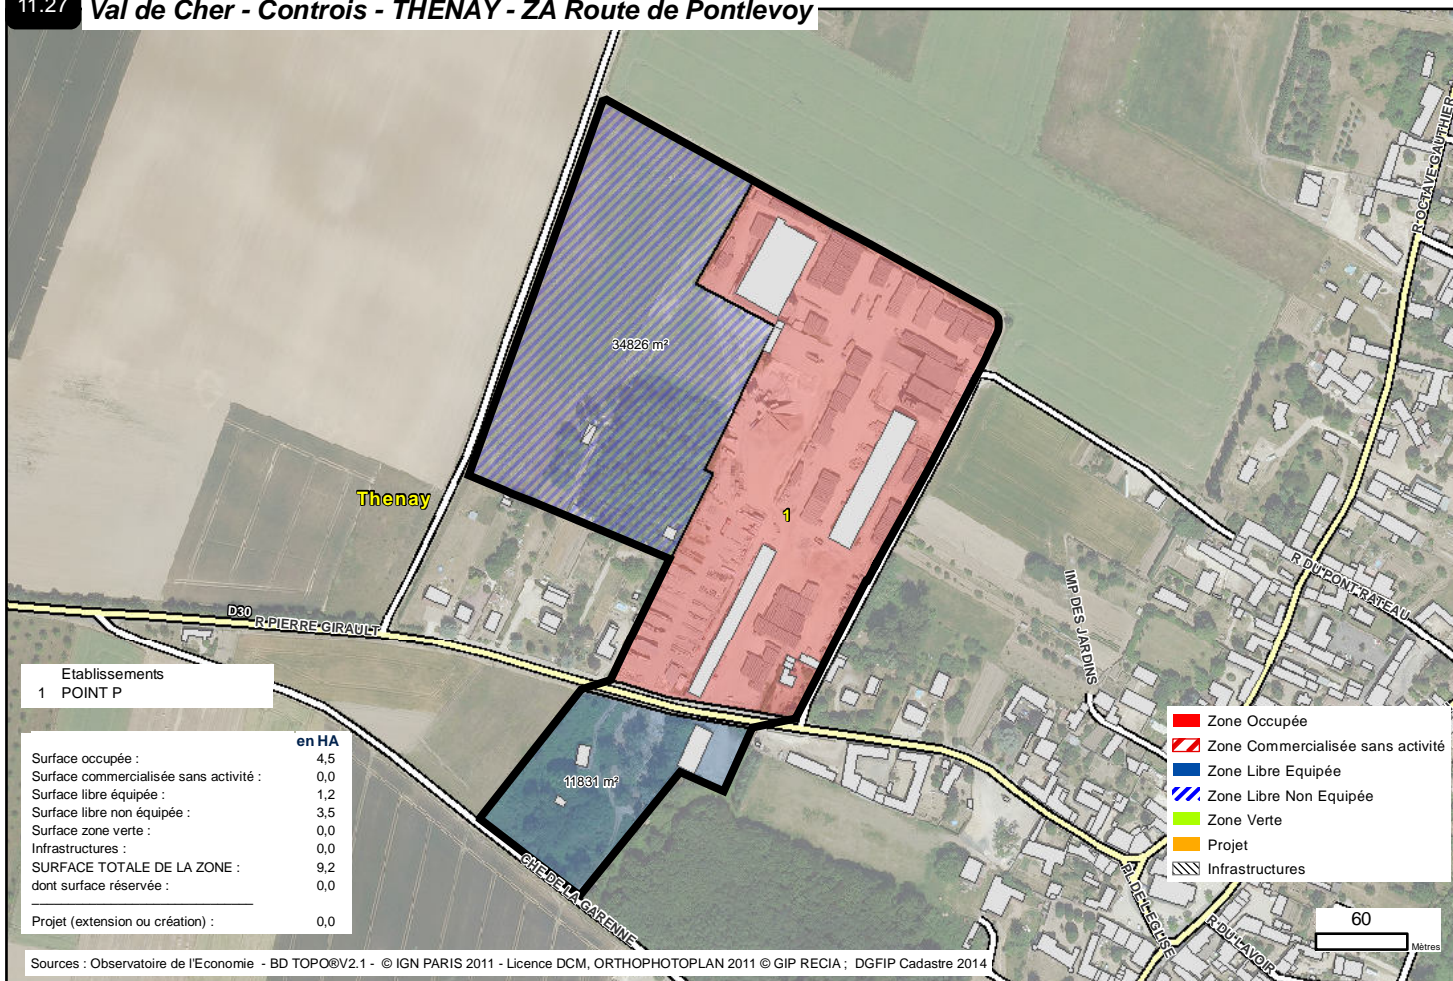 11.27
Val de Cher - Controis - THENAY - ZA Route de Pontlevoy
R OCTAVE GAUTHIER
34826 m²
Thenay
1
D30
R PIERRE GIRAULT
R DU PONT RATEAU
IMP DES JARDINS
11831 m²
CHE DE LA GARENNE
PL DE L'EGLISE
R DU LAVOIR
Etablissements
1 POINT P
en HA
Surface occupée : 4,5
Surface commercialisée sans activité : 0,0
Surface libre équipée : 1,2
Surface libre non équipée : 3,5
Surface zone verte : 0,0
Infrastructures : 0,0
SURFACE TOTALE DE LA ZONE : 9,2
dont surface réservée : 0,0
Projet (extension ou création) : 0,0
Zone Occupée
Zone Commercialisée sans activité
Zone Libre Equipée
Zone Libre Non Equipée
Zone Verte
Projet
Infrastructures
60
Mètres
Sources : Observatoire de l'Economie - BD TOPO®V2.1 - © IGN PARIS 2011 - Licence DCM, ORTHOPHOTOPLAN 2011 © GIP RECIA ; DGFIP Cadastre 2014